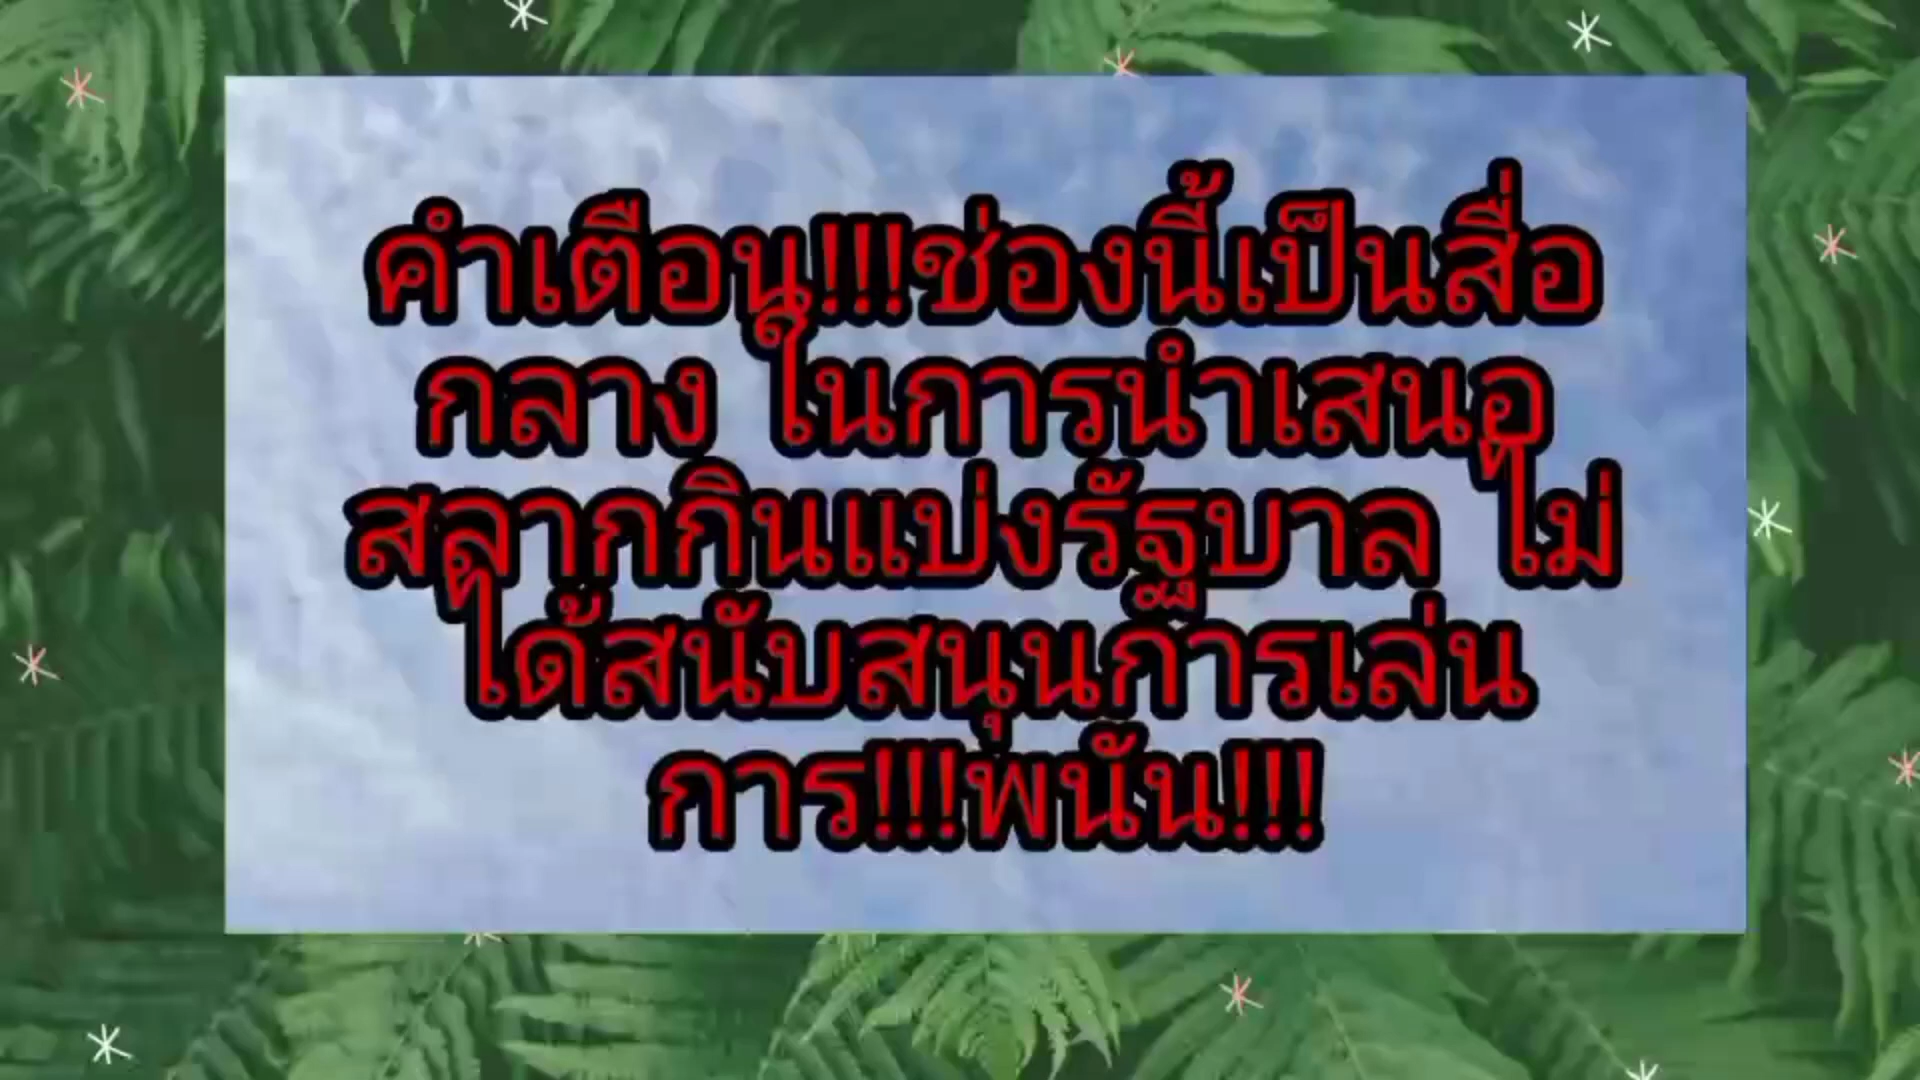 คำเตือน!!!ช่องนี้เป็นสื่อ
กลาง ในการนำเสนอ
สลากกินแบ่งรัฐบาล ไม่
ได้สนับสนุนการเล่น
การ!!!พนัน!!!